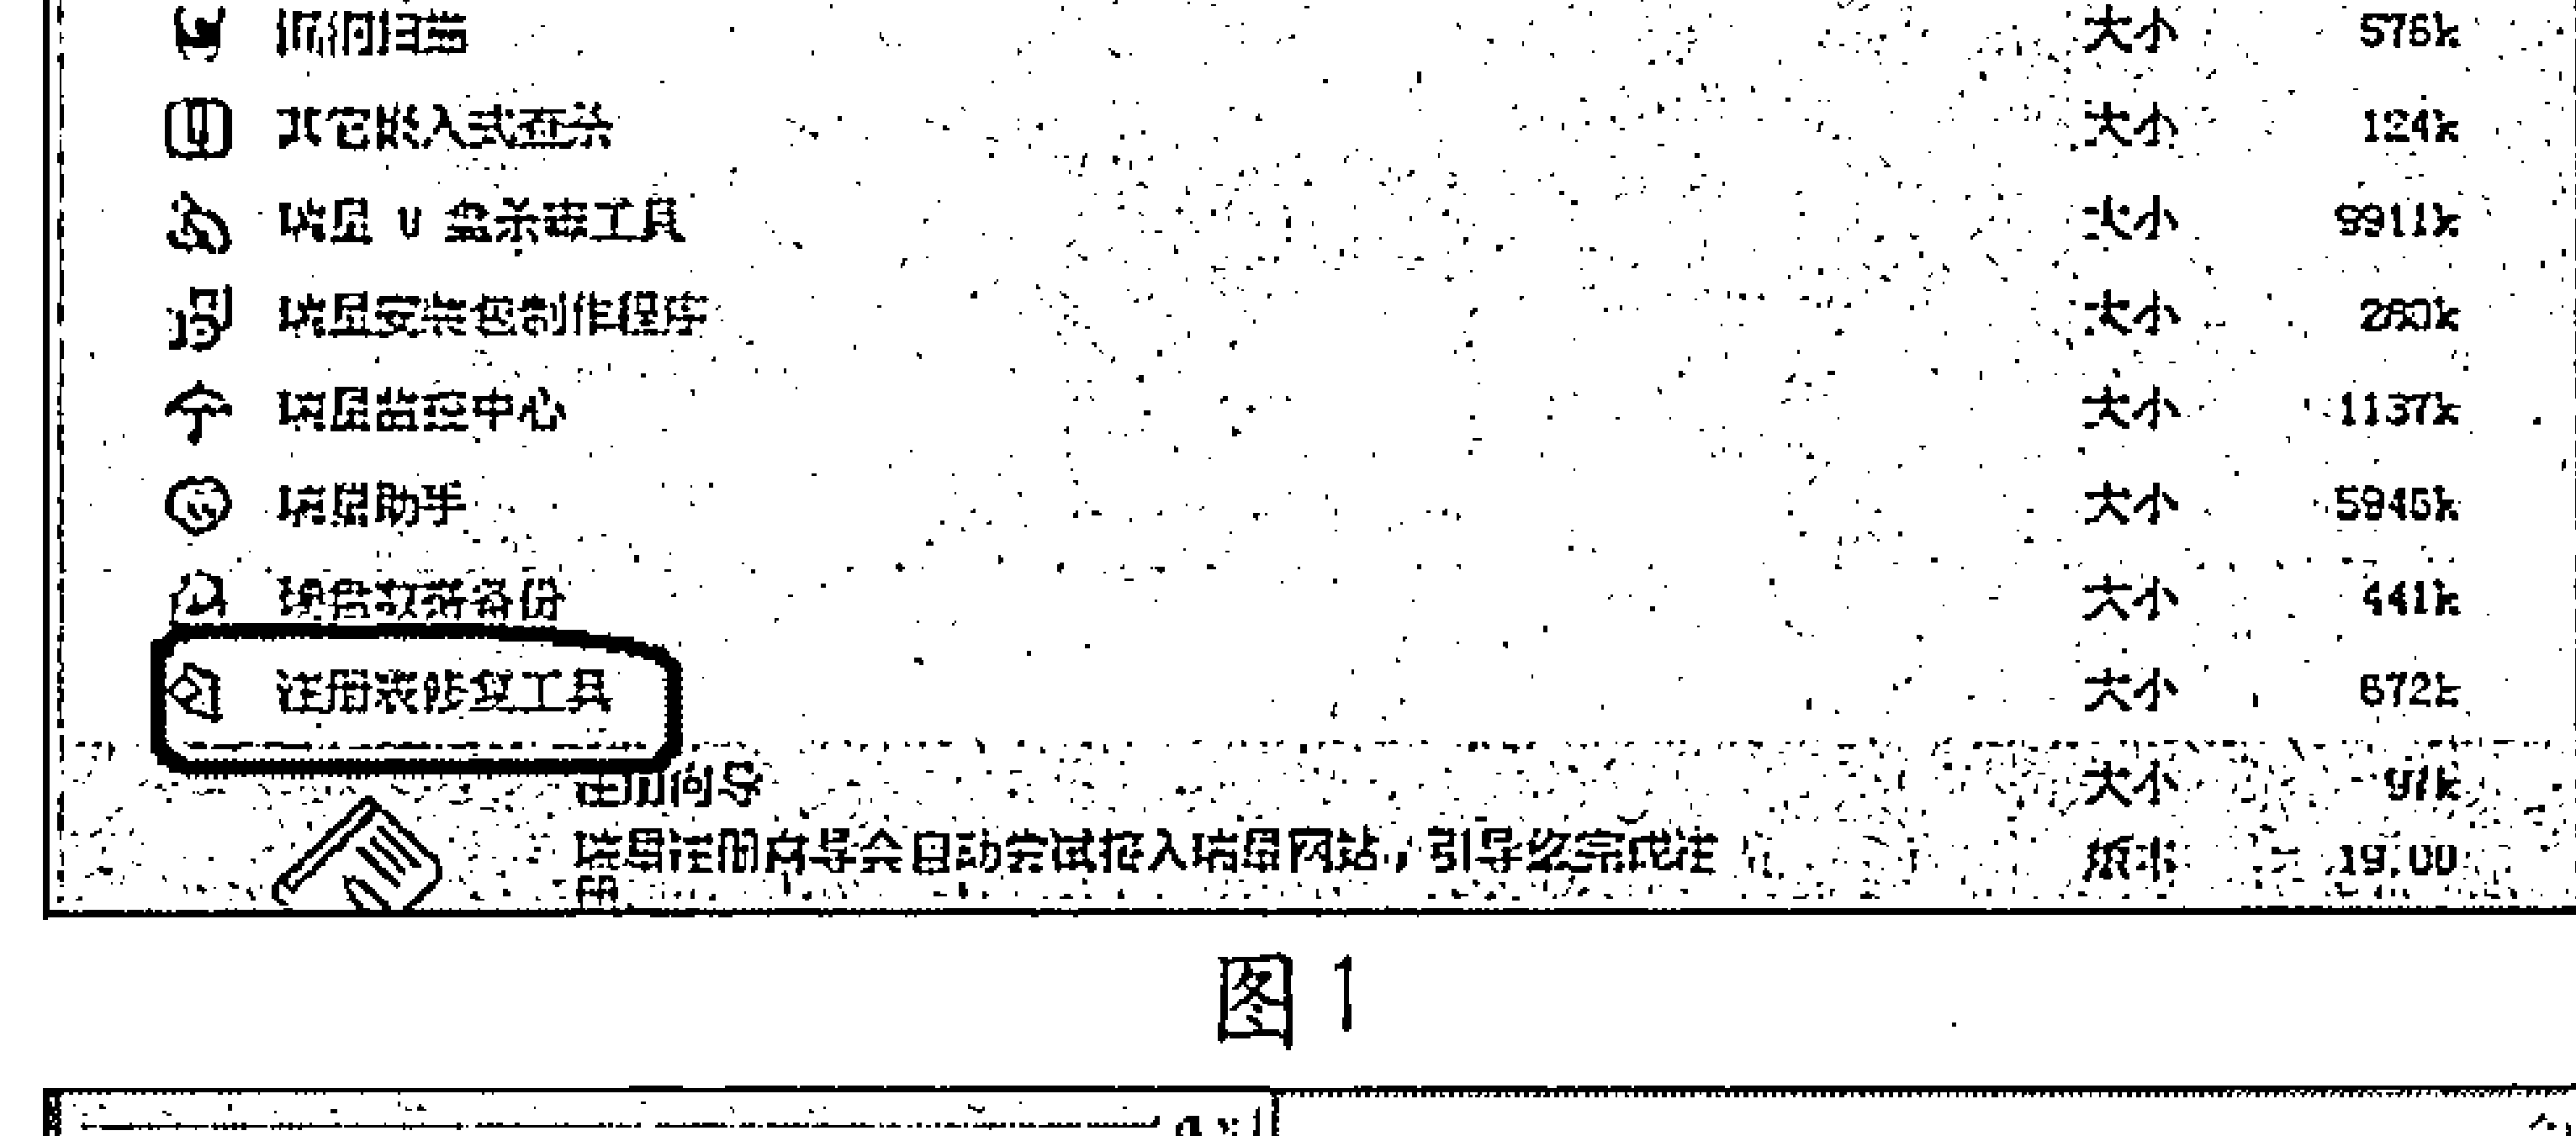 抓狗扫描 大小 576k
其它嵌入式查杀 大小 124k
瑞星 U 盘杀毒工具 大小 9911k
瑞星安装包制作程序 大小 260k
瑞星监控中心 大小 1137k
瑞星助手 大小 5946k
硬盘数据备份 大小 441k
注册表修复工具 大小 672k
注册向导 大小 97k
瑞星注册向导会自动尝试接入瑞星网站，引导您完成注 版本 19.00
册
图1